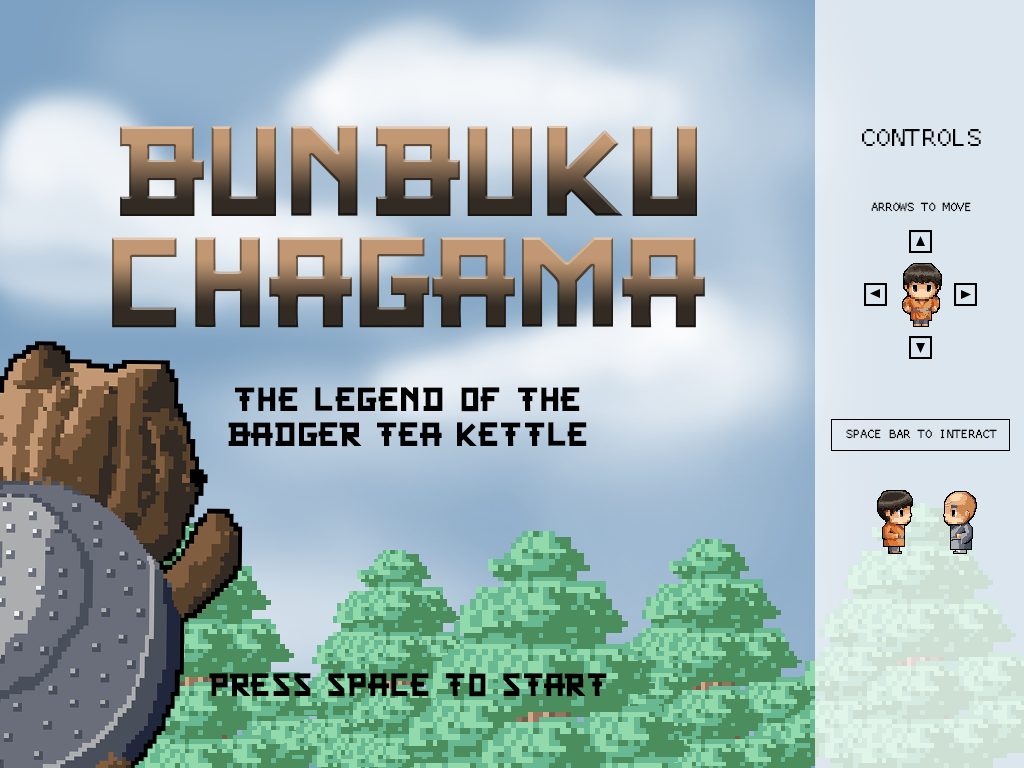 BUNBUKU
CHAGAMA
THE LEGEND OF THE
BADGER TEA KETTLE
PRESS SPACE TO START
CONTROLS
ARROWS TO MOVE
SPACE BAR TO INTERACT